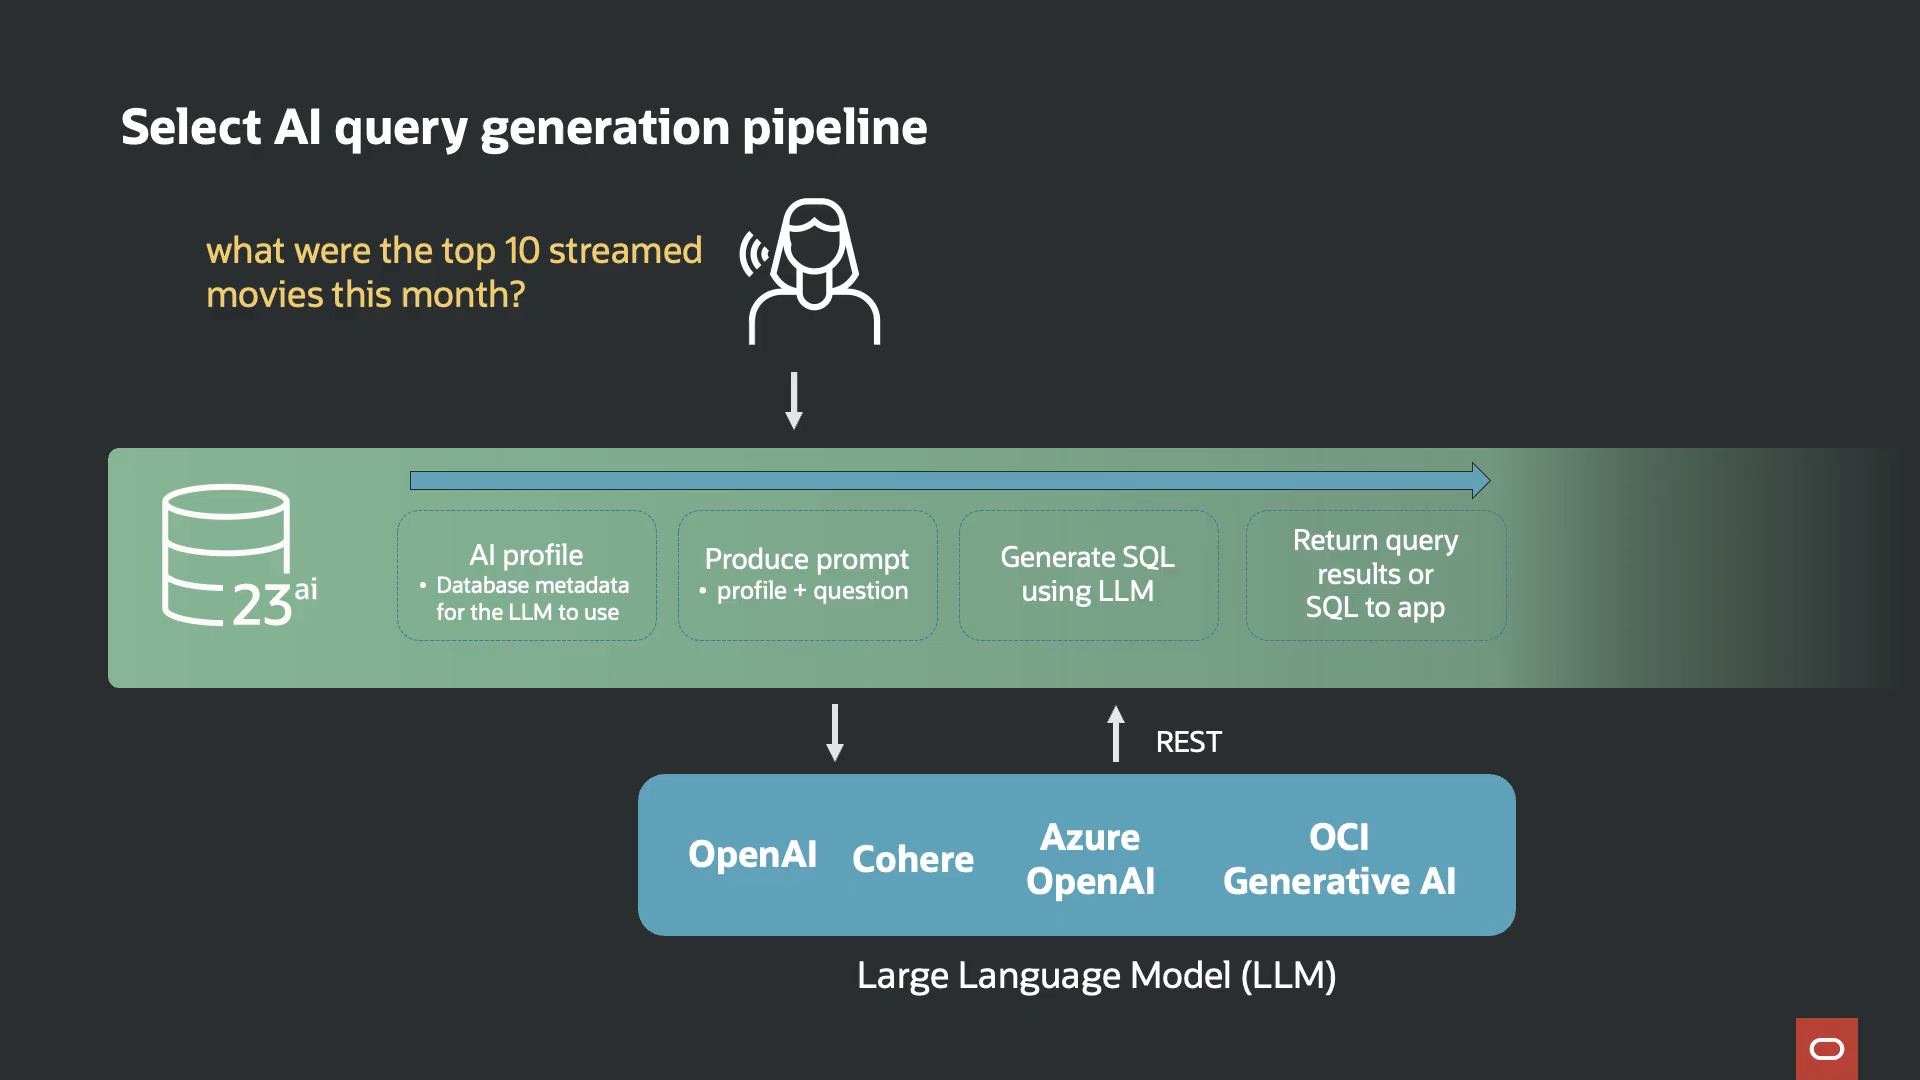 Select AI query generation pipeline
what were the top 10 streamed
movies this month?
23ai
AI profile
• Database metadata
for the LLM to use
Produce prompt
• profile + question
Generate SQL
using LLM
Return query
results or
SQL to app
REST
OpenAI
Cohere
Azure
OpenAI
OCI
Generative AI
Large Language Model (LLM)